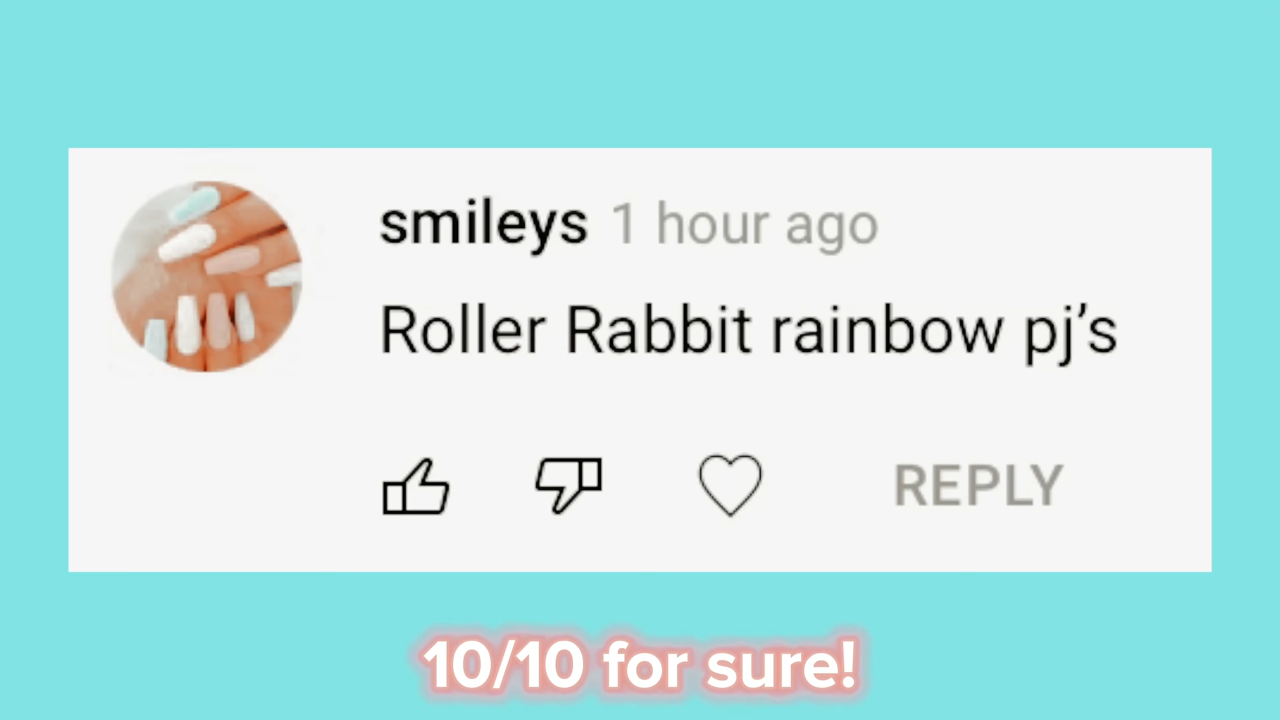 smileys 1 hour ago
Roller Rabbit rainbow pj’s
REPLY
10/10 for sure!